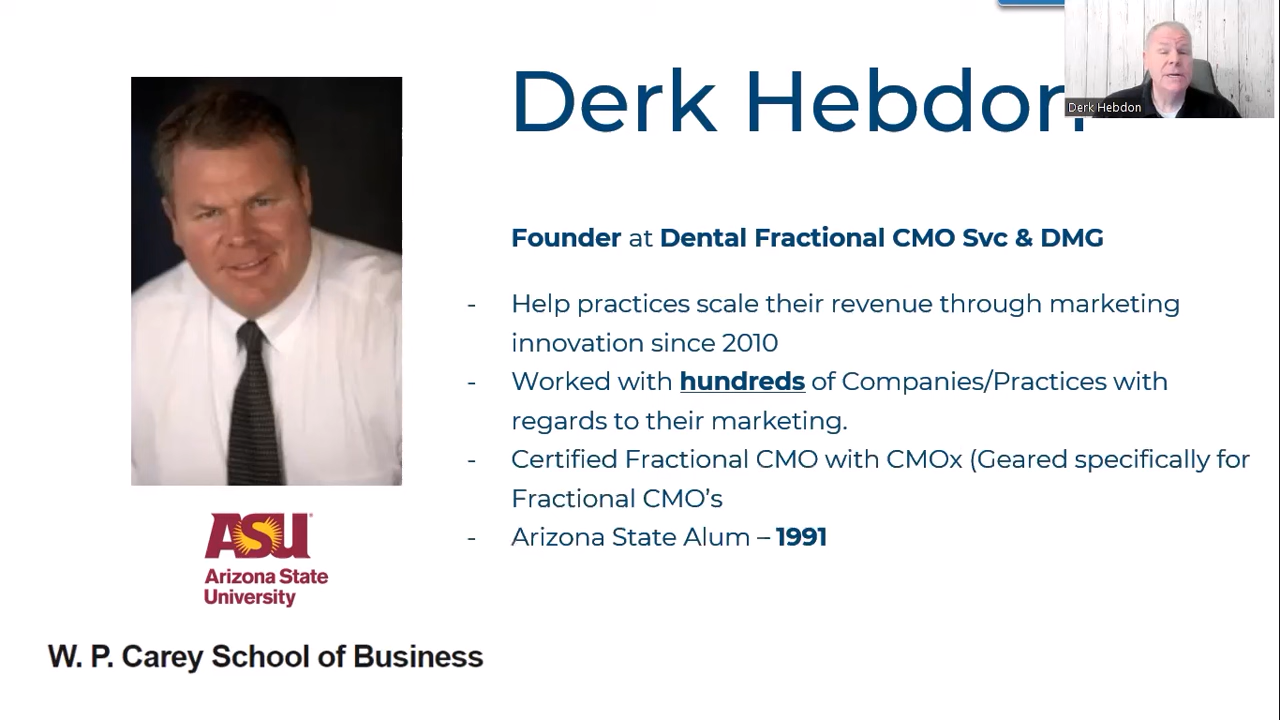 Derk Hebdon
Derk Hebdon
Founder at Dental Fractional CMO Svc & DMG
- Help practices scale their revenue through marketing
innovation since 2010
- Worked with hundreds of Companies/Practices with
regards to their marketing.
- Certified Fractional CMO with CMOx (Geared specifically for
Fractional CMO's
- Arizona State Alum – 1991
ASU
Arizona State
University
W. P. Carey School of Business